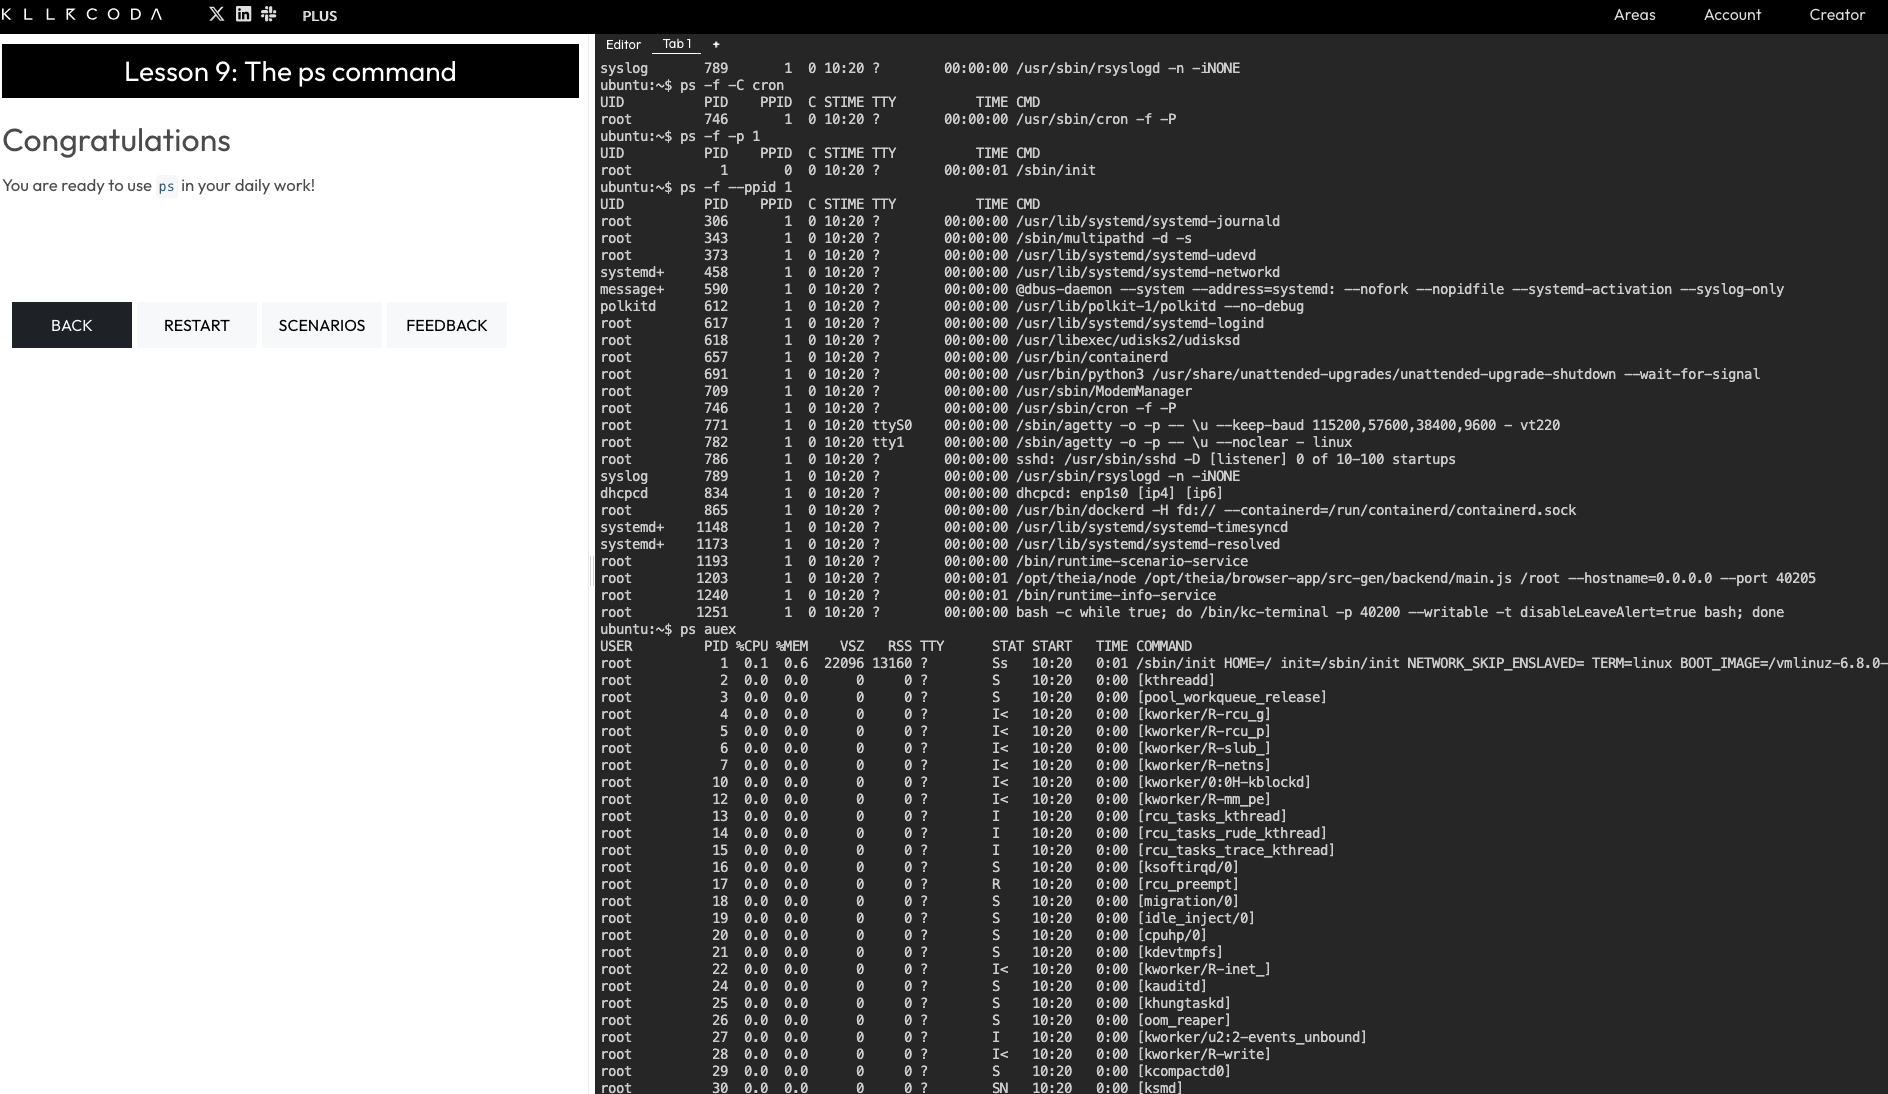 KLLRCODA PLUS Areas Account Creator
Lesson 9: The ps command
Congratulations
You are ready to use ps in your daily work!
BACK RESTART SCENARIOS FEEDBACK
Editor Tab 1 +
syslog       789       1  0 10:20 ?        00:00:00 /usr/sbin/rsyslogd -n -iNONE
ubuntu:~$ ps -f -C cron
UID          PID    PPID  C STIME TTY          TIME CMD
root         746       1  0 10:20 ?        00:00:00 /usr/sbin/cron -f -P
ubuntu:~$ ps -f -p 1
UID          PID    PPID  C STIME TTY          TIME CMD
root           1       0  0 10:20 ?        00:00:01 /sbin/init
ubuntu:~$ ps -f --ppid 1
UID          PID    PPID  C STIME TTY          TIME CMD
root         306       1  0 10:20 ?        00:00:00 /usr/lib/systemd/systemd-journald
root         343       1  0 10:20 ?        00:00:00 /sbin/multipathd -d -s
root         373       1  0 10:20 ?        00:00:00 /usr/lib/systemd/systemd-udevd
systemd+     458       1  0 10:20 ?        00:00:00 /usr/lib/systemd/systemd-networkd
message+     590       1  0 10:20 ?        00:00:00 @dbus-daemon --system --address=systemd: --nofork --nopidfile --systemd-activation --syslog-only
polkitd      612       1  0 10:20 ?        00:00:00 /usr/lib/polkit-1/polkitd --no-debug
root         617       1  0 10:20 ?        00:00:00 /usr/lib/systemd/systemd-logind
root         618       1  0 10:20 ?        00:00:00 /usr/libexec/udisks2/udisksd
root         657       1  0 10:20 ?        00:00:00 /usr/bin/containerd
root         691       1  0 10:20 ?        00:00:00 /usr/bin/python3 /usr/share/unattended-upgrades/unattended-upgrade-shutdown --wait-for-signal
root         709       1  0 10:20 ?        00:00:00 /usr/sbin/ModemManager
root         746       1  0 10:20 ?        00:00:00 /usr/sbin/cron -f -P
root         771       1  0 10:20 ttyS0    00:00:00 /sbin/agetty -o -p -- \u --keep-baud 115200,57600,38400,9600 - vt220
root         782       1  0 10:20 tty1     00:00:00 /sbin/agetty -o -p -- \u --noclear - linux
root         786       1  0 10:20 ?        00:00:00 sshd: /usr/sbin/sshd -D [listener] 0 of 10-100 startups
syslog       789       1  0 10:20 ?        00:00:00 /usr/sbin/rsyslogd -n -iNONE
dhcpcd       834       1  0 10:20 ?        00:00:00 dhcpcd: enp1s0 [ip4] [ip6]
root         865       1  0 10:20 ?        00:00:00 /usr/bin/dockerd -H fd:// --containerd=/run/containerd/containerd.sock
systemd+    1148       1  0 10:20 ?        00:00:00 /usr/lib/systemd/systemd-timesyncd
systemd+    1173       1  0 10:20 ?        00:00:00 /usr/lib/systemd/systemd-resolved
root        1193       1  0 10:20 ?        00:00:00 /bin/runtime-scenario-service
root        1203       1  0 10:20 ?        00:00:01 /opt/theia/node /opt/theia/browser-app/src-gen/backend/main.js /root --hostname=0.0.0.0 --port 40205
root        1240       1  0 10:20 ?        00:00:01 /bin/runtime-info-service
root        1251       1  0 10:20 ?        00:00:00 bash -c while true; do /bin/kc-terminal -p 40200 --writable -t disableLeaveAlert=true bash; done
ubuntu:~$ ps auex
USER         PID %CPU %MEM    VSZ   RSS TTY      STAT START   TIME COMMAND
root           1  0.1  0.6  22096 13160 ?        Ss   10:20   0:01 /sbin/init HOME=/ init=/sbin/init NETWORK_SKIP_ENSLAVED= TERM=linux BOOT_IMAGE=/vmlinuz-6.8.0-
root           2  0.0  0.0      0     0 ?        S    10:20   0:00 [kthreadd]
root           3  0.0  0.0      0     0 ?        S    10:20   0:00 [pool_workqueue_release]
root           4  0.0  0.0      0     0 ?        I<   10:20   0:00 [kworker/R-rcu_g]
root           5  0.0  0.0      0     0 ?        I<   10:20   0:00 [kworker/R-rcu_p]
root           6  0.0  0.0      0     0 ?        I<   10:20   0:00 [kworker/R-slub_]
root           7  0.0  0.0      0     0 ?        I<   10:20   0:00 [kworker/R-netns]
root          10  0.0  0.0      0     0 ?        I<   10:20   0:00 [kworker/0:0H-kblockd]
root          12  0.0  0.0      0     0 ?        I<   10:20   0:00 [kworker/R-mm_pe]
root          13  0.0  0.0      0     0 ?        I    10:20   0:00 [rcu_tasks_kthread]
root          14  0.0  0.0      0     0 ?        I    10:20   0:00 [rcu_tasks_rude_kthread]
root          15  0.0  0.0      0     0 ?        I    10:20   0:00 [rcu_tasks_trace_kthread]
root          16  0.0  0.0      0     0 ?        S    10:20   0:00 [ksoftirqd/0]
root          17  0.0  0.0      0     0 ?        R    10:20   0:00 [rcu_preempt]
root          18  0.0  0.0      0     0 ?        S    10:20   0:00 [migration/0]
root          19  0.0  0.0      0     0 ?        S    10:20   0:00 [idle_inject/0]
root          20  0.0  0.0      0     0 ?        S    10:20   0:00 [cpuhp/0]
root          21  0.0  0.0      0     0 ?        S    10:20   0:00 [kdevtmpfs]
root          22  0.0  0.0      0     0 ?        I<   10:20   0:00 [kworker/R-inet_]
root          24  0.0  0.0      0     0 ?        S    10:20   0:00 [kauditd]
root          25  0.0  0.0      0     0 ?        S    10:20   0:00 [khungtaskd]
root          26  0.0  0.0      0     0 ?        S    10:20   0:00 [oom_reaper]
root          27  0.0  0.0      0     0 ?        I    10:20   0:00 [kworker/u2:2-events_unbound]
root          28  0.0  0.0      0     0 ?        I<   10:20   0:00 [kworker/R-write]
root          29  0.0  0.0      0     0 ?        S    10:20   0:00 [kcompactd0]
root          30  0.0  0.0      0     0 ?        SN   10:20   0:00 [ksmd]